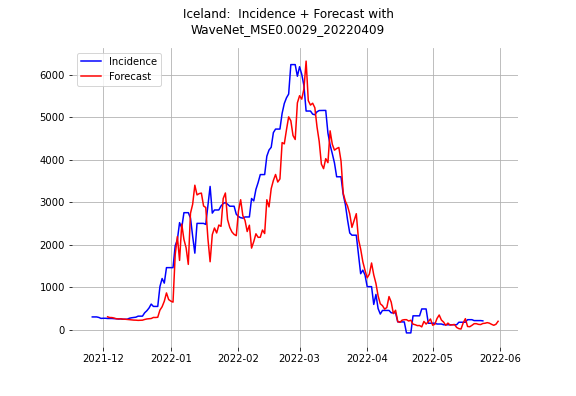 Iceland:  Incidence + Forecast with
WaveNet_MSE0.0029_20220409
Incidence
Forecast
6000
5000
4000
3000
2000
1000
0
2021-12 2022-01 2022-02 2022-03 2022-04 2022-05 2022-06